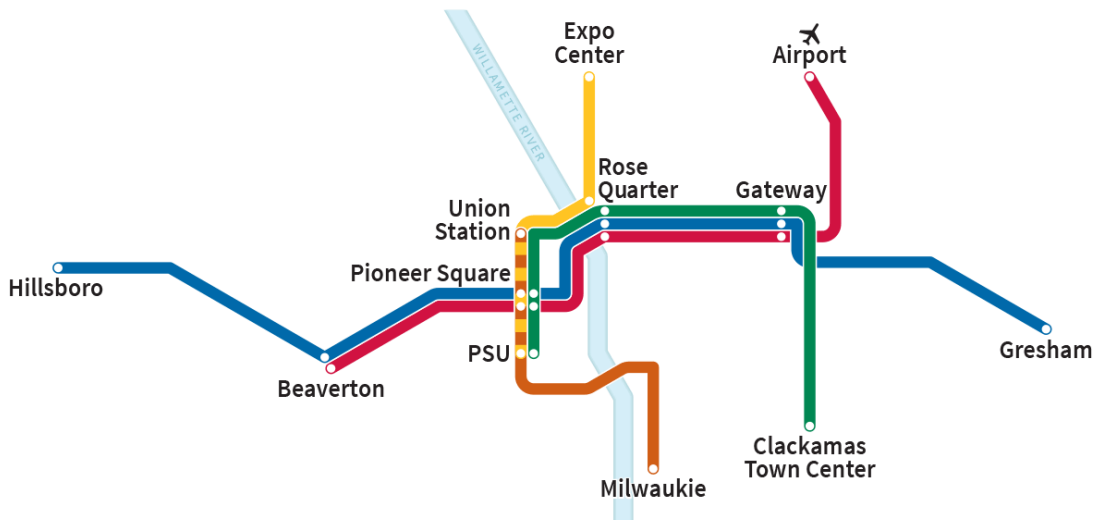 Expo
Center
Airport
WILLAMETTE RIVER
Rose
Quarter
Gateway
Union
Station
Pioneer Square
Hillsboro
PSU
Beaverton
Gresham
Clackamas
Town Center
Milwaukie